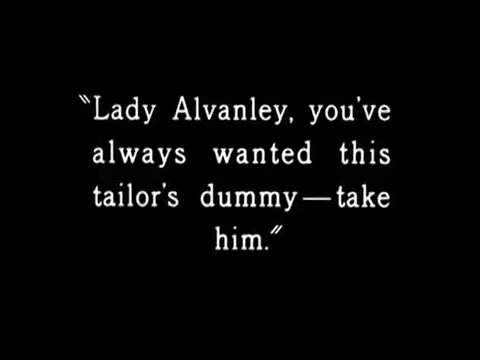 "Lady Alvanley, you've
always wanted this
tailor's dummy—take
him."